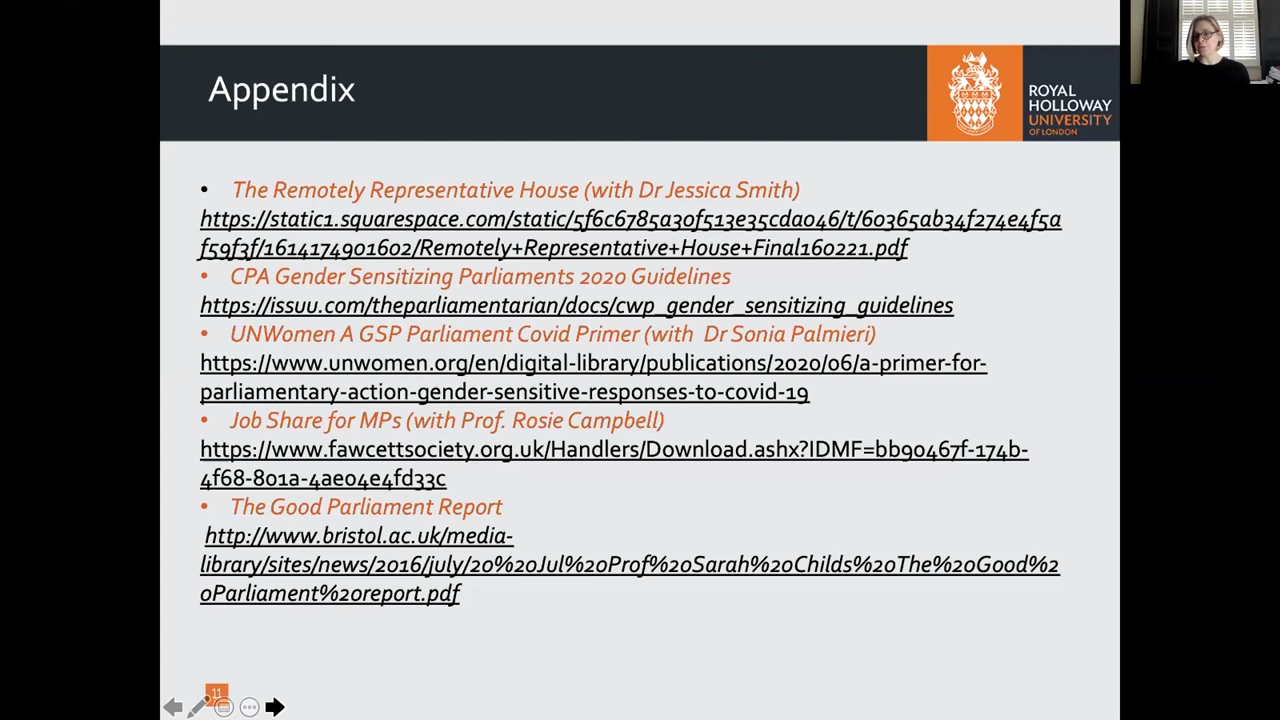 Appendix
ROYAL
HOLLOWAY
UNIVERSITY
OF LONDON
• The Remotely Representative House (with Dr Jessica Smith)
https://static1.squarespace.com/static/5f6c6785a30f513e35cda046/t/60365ab34f274e4f5a
f59f3f/1614174901602/Remotely+Representative+House+Final160221.pdf
• CPA Gender Sensitizing Parliaments 2020 Guidelines
https://issuu.com/theparliamentarian/docs/cwp_gender_sensitizing_guidelines
• UNWomen A GSP Parliament Covid Primer (with Dr Sonia Palmieri)
https://www.unwomen.org/en/digital-library/publications/2020/06/a-primer-for-
parliamentary-action-gender-sensitive-responses-to-covid-19
• Job Share for MPs (with Prof. Rosie Campbell)
https://www.fawcettsociety.org.uk/Handlers/Download.ashx?IDMF=bb90467f-174b-
4f68-801a-4ae04e4fd33c
• The Good Parliament Report
http://www.bristol.ac.uk/media-
library/sites/news/2016/july/20%20Jul%20Prof%20Sarah%20Childs%20The%20Good%2
0Parliament%20report.pdf
11